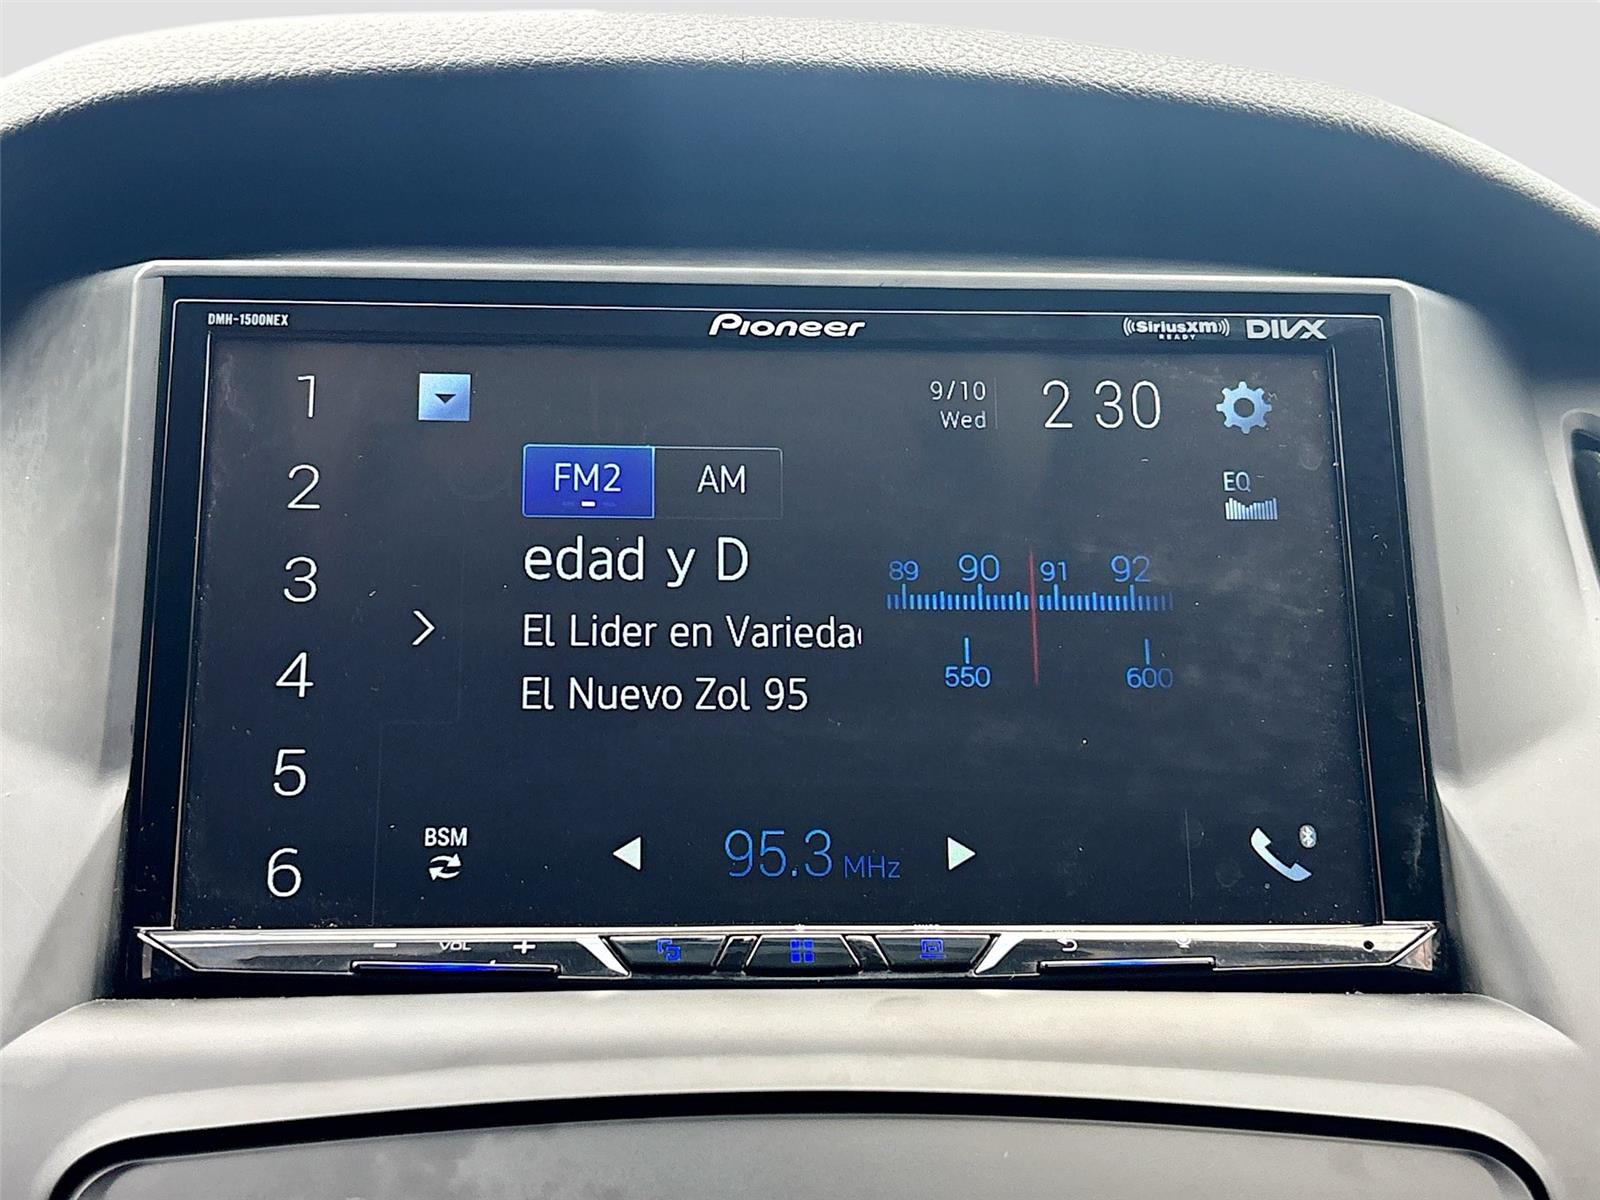 DMH-1500NEX
Pioneer
((SiriusXM))
READY
DIVX
1
2
3
4
5
6
9/10
Wed
2 30
FM2
AM
EQ
edad y D
El Lider en Varieda
El Nuevo Zol 95
89 90 91 92
550 600
BSM
95.3 MHz
− VOL +